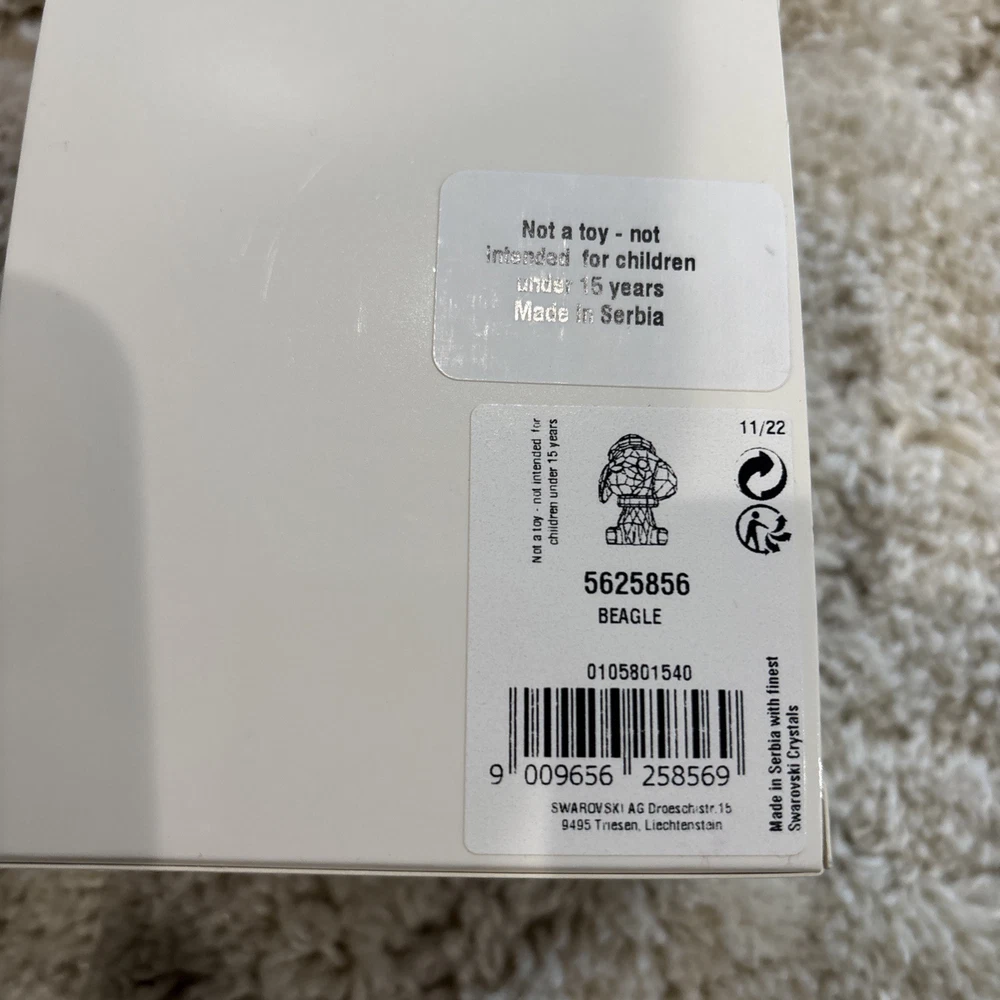 Not a toy - not
intended for children
under 15 years
Made in Serbia
Not a toy - not intended for
children under 15 years
11/22
5625856
BEAGLE
0105801540
9 009656 258569
SWAROVSKI AG Droeschistr.15
9495 Triesen, Liechtenstein
Made in Serbia with finest
Swarovski Crystals